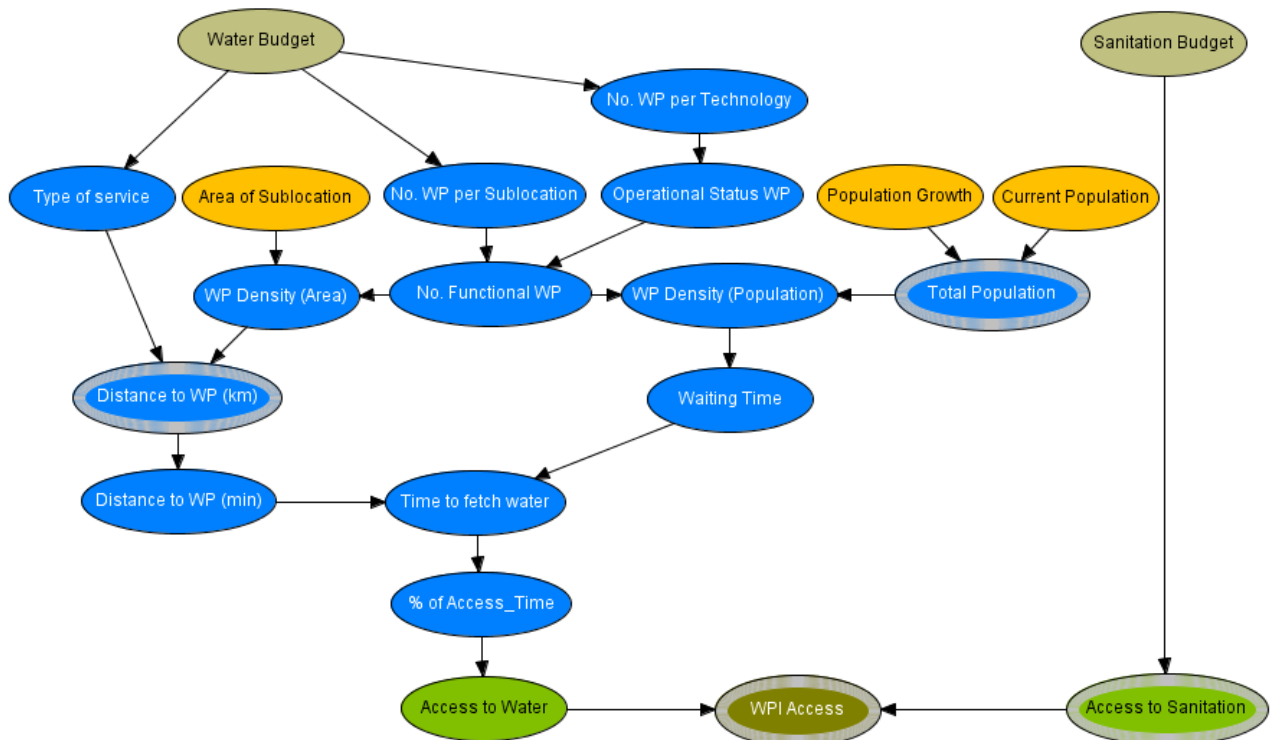 Water Budget
Sanitation Budget
No. WP per Technology
Type of service
Area of Sublocation
No. WP per Sublocation
Operational Status WP
Population Growth
Current Population
WP Density (Area)
No. Functional WP
WP Density (Population)
Total Population
Distance to WP (km)
Waiting Time
Distance to WP (min)
Time to fetch water
% of Access_Time
Access to Water
WPI Access
Access to Sanitation